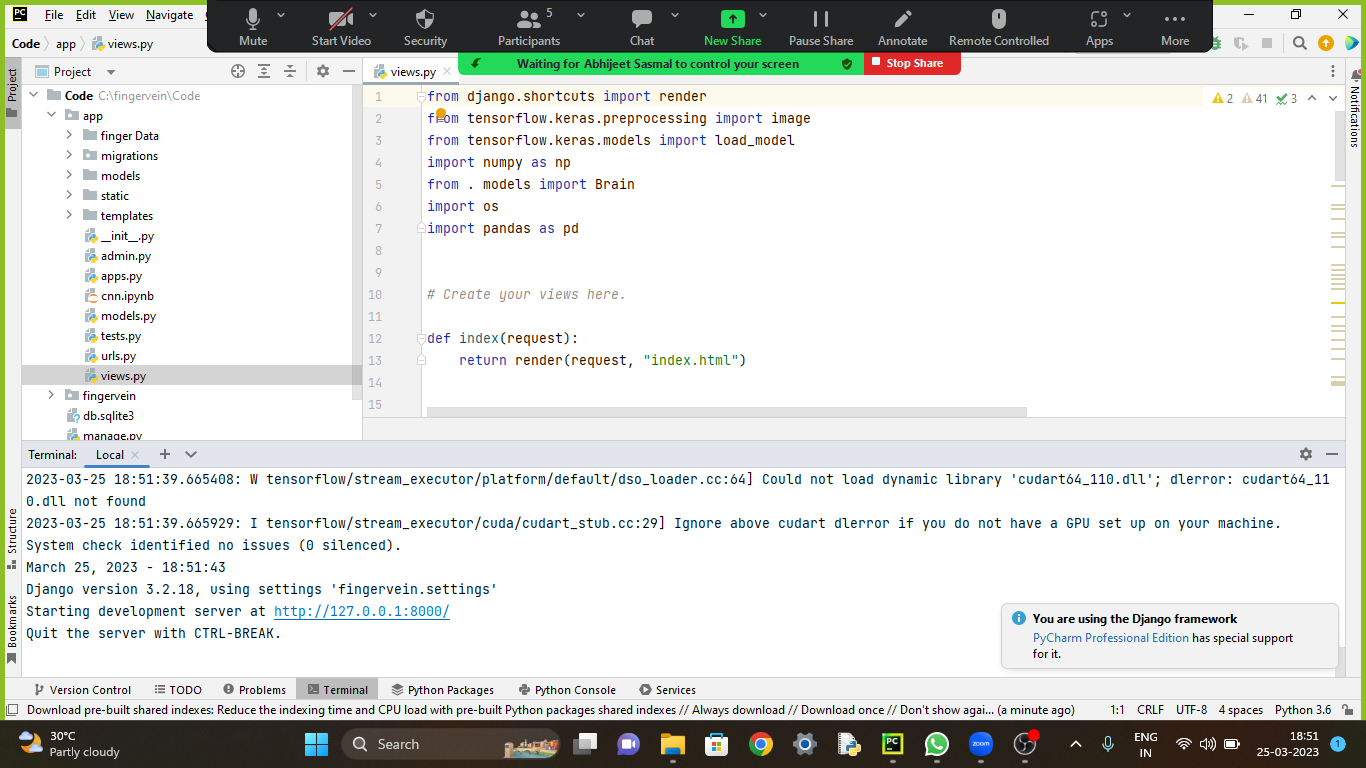 File Edit View Navigate
Mute
Start Video
Security
Participants
5
Chat
New Share
Pause Share
Annotate
Remote Controlled
Apps
More
Waiting for Abhijeet Sasmal to control your screen
Stop Share
Code app views.py
Project
views.py
Code C:\fingervein\Code
app
finger Data
migrations
models
static
templates
__init__.py
admin.py
apps.py
cnn.ipynb
models.py
tests.py
urls.py
views.py
fingervein
db.sqlite3
manage.py
Project
Structure
Bookmarks
Notifications
2 41 3
1 from django.shortcuts import render
2 from tensorflow.keras.preprocessing import image
3 from tensorflow.keras.models import load_model
4 import numpy as np
5 from . models import Brain
6 import os
7 import pandas as pd
8
9
10 # Create your views here.
11
12 def index(request):
13 return render(request, "index.html")
14
15
Terminal: Local
2023-03-25 18:51:39.665408: W tensorflow/stream_executor/platform/default/dso_loader.cc:64] Could not load dynamic library 'cudart64_110.dll'; dlerror: cudart64_11
0.dll not found
2023-03-25 18:51:39.665929: I tensorflow/stream_executor/cuda/cudart_stub.cc:29] Ignore above cudart dlerror if you do not have a GPU set up on your machine.
System check identified no issues (0 silenced).
March 25, 2023 - 18:51:43
Django version 3.2.18, using settings 'fingervein.settings'
Starting development server at http://127.0.0.1:8000/
Quit the server with CTRL-BREAK.
You are using the Django framework
PyCharm Professional Edition has special support
for it.
Version Control TODO Problems Terminal Python Packages Python Console Services
Download pre-built shared indexes: Reduce the indexing time and CPU load with pre-built Python packages shared indexes // Always download // Download once // Don't show agai... (a minute ago) 1:1 CRLF UTF-8 4 spaces Python 3.6
30°C
Partly cloudy
Search
zoom
ENG
IN
18:51
25-03-2023
1